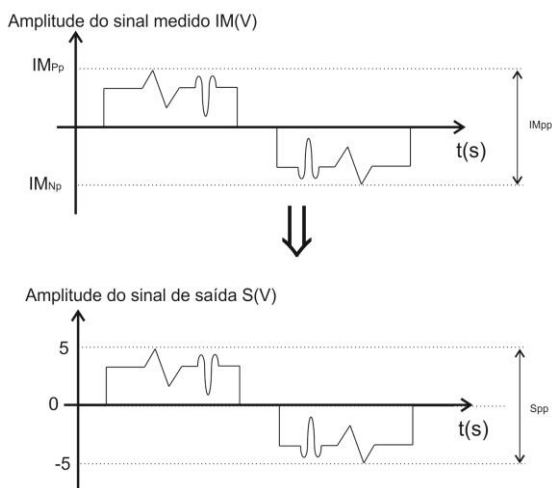 Amplitude do sinal medido IM(V)
IMPp
IMpp
t(s)
IMNp
Amplitude do sinal de saída S(V)
5
0
Spp
t(s)
-5